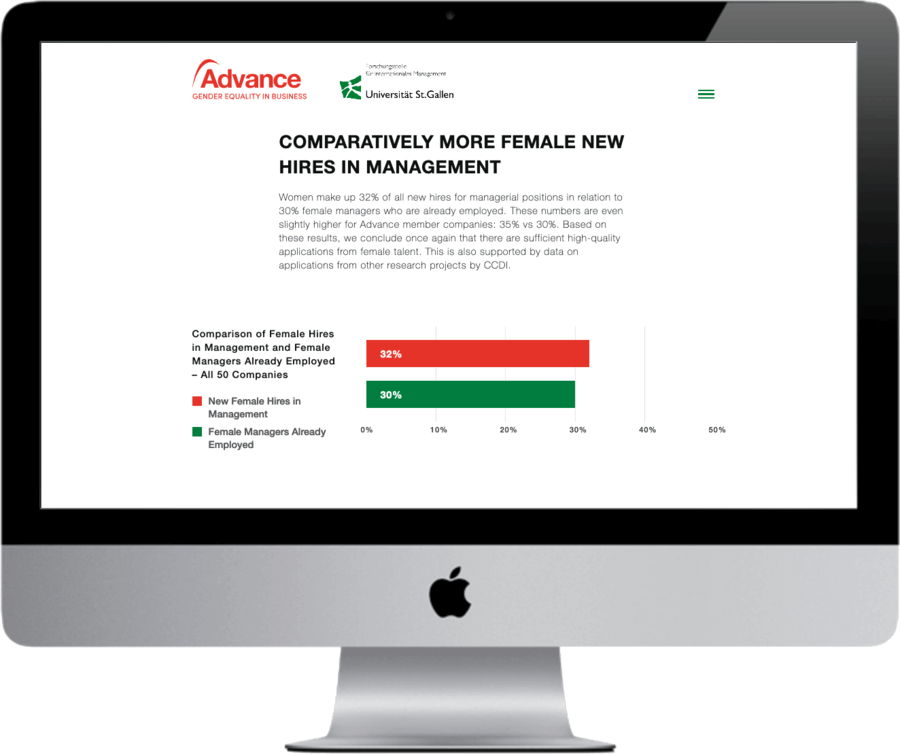 Advance
GENDER EQUALITY IN BUSINESS
Forschungsstelle
für Internationales Management
Universität St.Gallen
COMPARATIVELY MORE FEMALE NEW
HIRES IN MANAGEMENT
Women make up 32% of all new hires for managerial positions in relation to
30% female managers who are already employed. These numbers are even
slightly higher for Advance member companies: 35% vs 30%. Based on
these results, we conclude once again that there are sufficient high-quality
applications from female talent. This is also supported by data on
applications from other research projects by CCDI.
Comparison of Female Hires
in Management and Female
Managers Already Employed
– All 50 Companies
New Female Hires in
Management
Female Managers Already
Employed
32%
30%
0% 10% 20% 30% 40% 50%